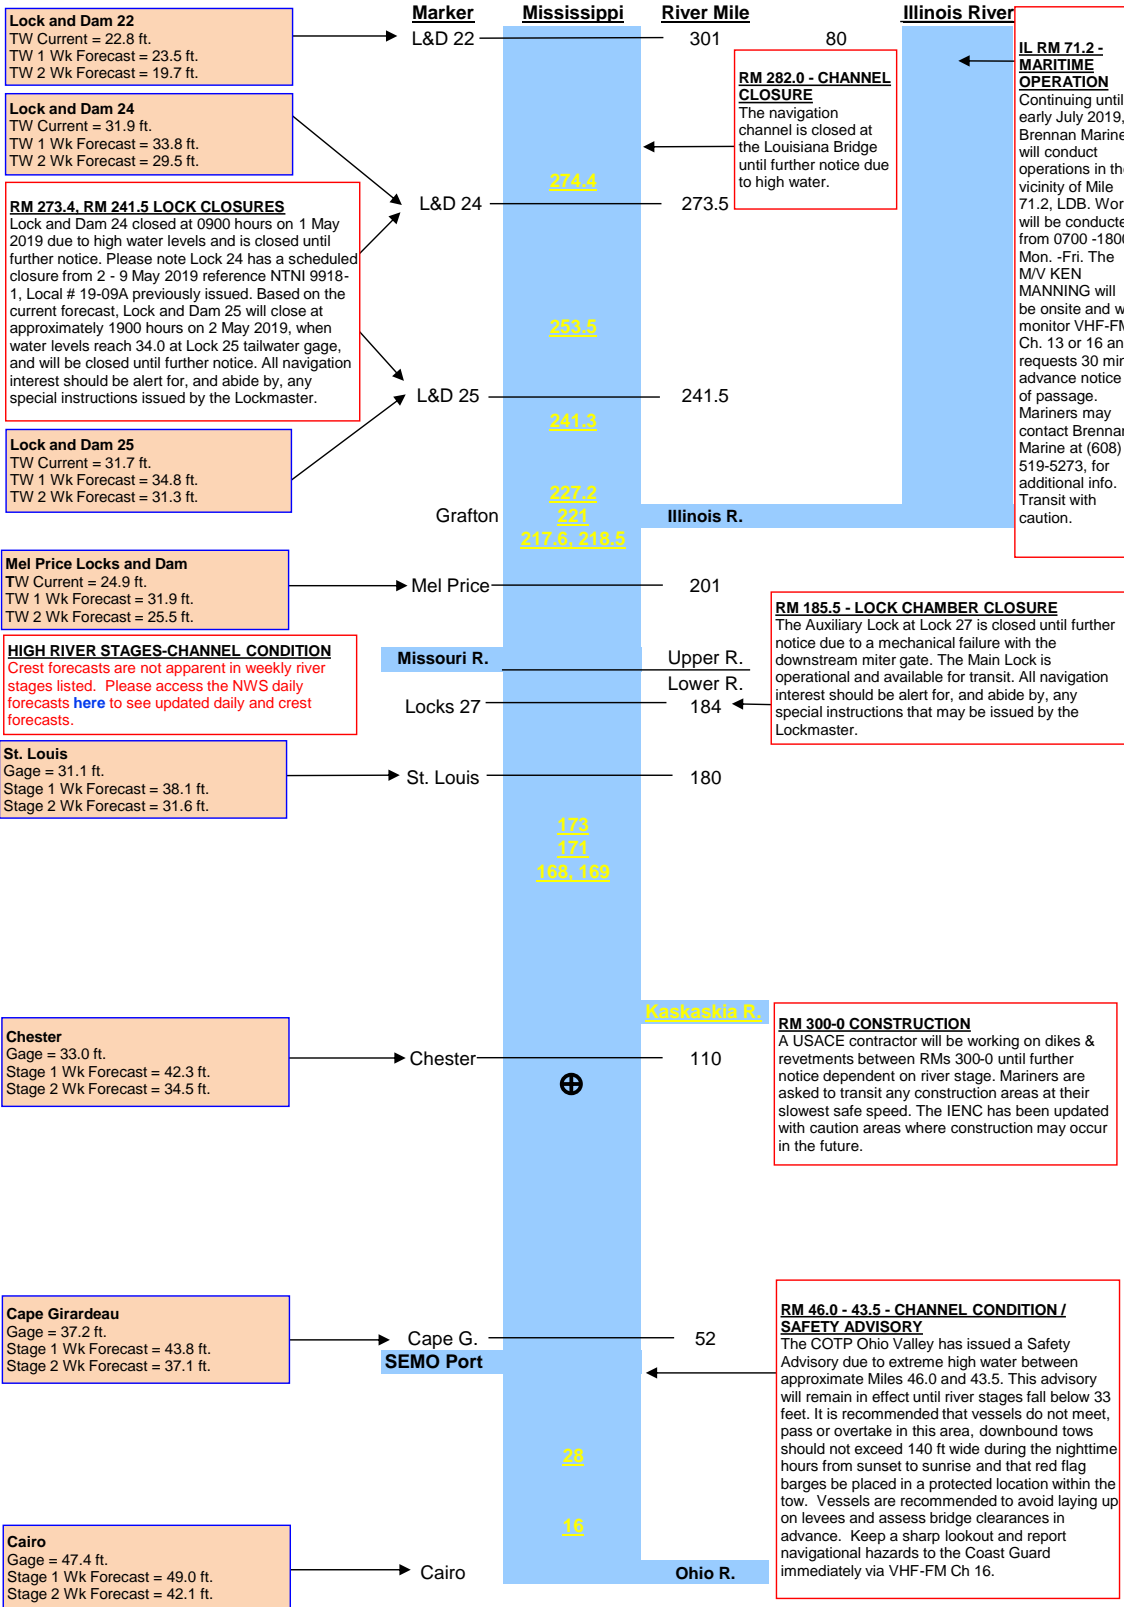 Marker
Mississippi
River Mile
Illinois River
Lock and Dam 22
TW Current = 22.8 ft.
TW 1 Wk Forecast = 23.5 ft.
TW 2 Wk Forecast = 19.7 ft.
L&D 22
301
80
Lock and Dam 24
TW Current = 31.9 ft.
TW 1 Wk Forecast = 33.8 ft.
TW 2 Wk Forecast = 29.5 ft.
RM 282.0 - CHANNEL
CLOSURE
The navigation
channel is closed at
the Louisiana Bridge
until further notice due
to high water.
IL RM 71.2 -
MARITIME
OPERATION
Continuing until
early July 2019,
Brennan Marine
will conduct
operations in the
vicinity of Mile
71.2, LDB. Wor
will be conducte
from 0700 -1800
Mon. -Fri. The
M/V KEN
MANNING will
be onsite and w
monitor VHF-FM
Ch. 13 or 16 an
requests 30 min
advance notice
of passage.
Mariners may
contact Brennan
Marine at (608)
519-5273, for
additional info.
Transit with
caution.
274.4
L&D 24
273.5
RM 273.4, RM 241.5 LOCK CLOSURES
Lock and Dam 24 closed at 0900 hours on 1 May
2019 due to high water levels and is closed until
further notice. Please note Lock 24 has a scheduled
closure from 2 - 9 May 2019 reference NTNI 9918-
1, Local # 19-09A previously issued. Based on the
current forecast, Lock and Dam 25 will close at
approximately 1900 hours on 2 May 2019, when
water levels reach 34.0 at Lock 25 tailwater gage,
and will be closed until further notice. All navigation
interest should be alert for, and abide by, any
special instructions issued by the Lockmaster.
253.5
L&D 25
241.5
241.3
Lock and Dam 25
TW Current = 31.7 ft.
TW 1 Wk Forecast = 34.8 ft.
TW 2 Wk Forecast = 31.3 ft.
227.2
Grafton
221
Illinois R.
217.6, 218.5
Mel Price Locks and Dam
TW Current = 24.9 ft.
TW 1 Wk Forecast = 31.9 ft.
TW 2 Wk Forecast = 25.5 ft.
Mel Price
201
HIGH RIVER STAGES-CHANNEL CONDITION
Crest forecasts are not apparent in weekly river
stages listed. Please access the NWS daily
forecasts here to see updated daily and crest
forecasts.
Missouri R.
Upper R.
Lower R.
Locks 27
184
RM 185.5 - LOCK CHAMBER CLOSURE
The Auxiliary Lock at Lock 27 is closed until further
notice due to a mechanical failure with the
downstream miter gate. The Main Lock is
operational and available for transit. All navigation
interest should be alert for, and abide by, any
special instructions that may be issued by the
Lockmaster.
St. Louis
Gage = 31.1 ft.
Stage 1 Wk Forecast = 38.1 ft.
Stage 2 Wk Forecast = 31.6 ft.
St. Louis
180
173
171
168, 169
Kaskaskia R.
Chester
Gage = 33.0 ft.
Stage 1 Wk Forecast = 42.3 ft.
Stage 2 Wk Forecast = 34.5 ft.
Chester
110
RM 300-0 CONSTRUCTION
A USACE contractor will be working on dikes &
revetments between RMs 300-0 until further
notice dependent on river stage. Mariners are
asked to transit any construction areas at their
slowest safe speed. The IENC has been updated
with caution areas where construction may occur
in the future.
Cape Girardeau
Gage = 37.2 ft.
Stage 1 Wk Forecast = 43.8 ft.
Stage 2 Wk Forecast = 37.1 ft.
Cape G.
52
SEMO Port
RM 46.0 - 43.5 - CHANNEL CONDITION /
SAFETY ADVISORY
The COTP Ohio Valley has issued a Safety
Advisory due to extreme high water between
approximate Miles 46.0 and 43.5. This advisory
will remain in effect until river stages fall below 33
feet. It is recommended that vessels do not meet,
pass or overtake in this area, downbound tows
should not exceed 140 ft wide during the nighttime
hours from sunset to sunrise and that red flag
barges be placed in a protected location within the
tow. Vessels are recommended to avoid laying up
on levees and assess bridge clearances in
advance. Keep a sharp lookout and report
navigational hazards to the Coast Guard
immediately via VHF-FM Ch 16.
28
16
Cairo
Gage = 47.4 ft.
Stage 1 Wk Forecast = 49.0 ft.
Stage 2 Wk Forecast = 42.1 ft.
Cairo
Ohio R.